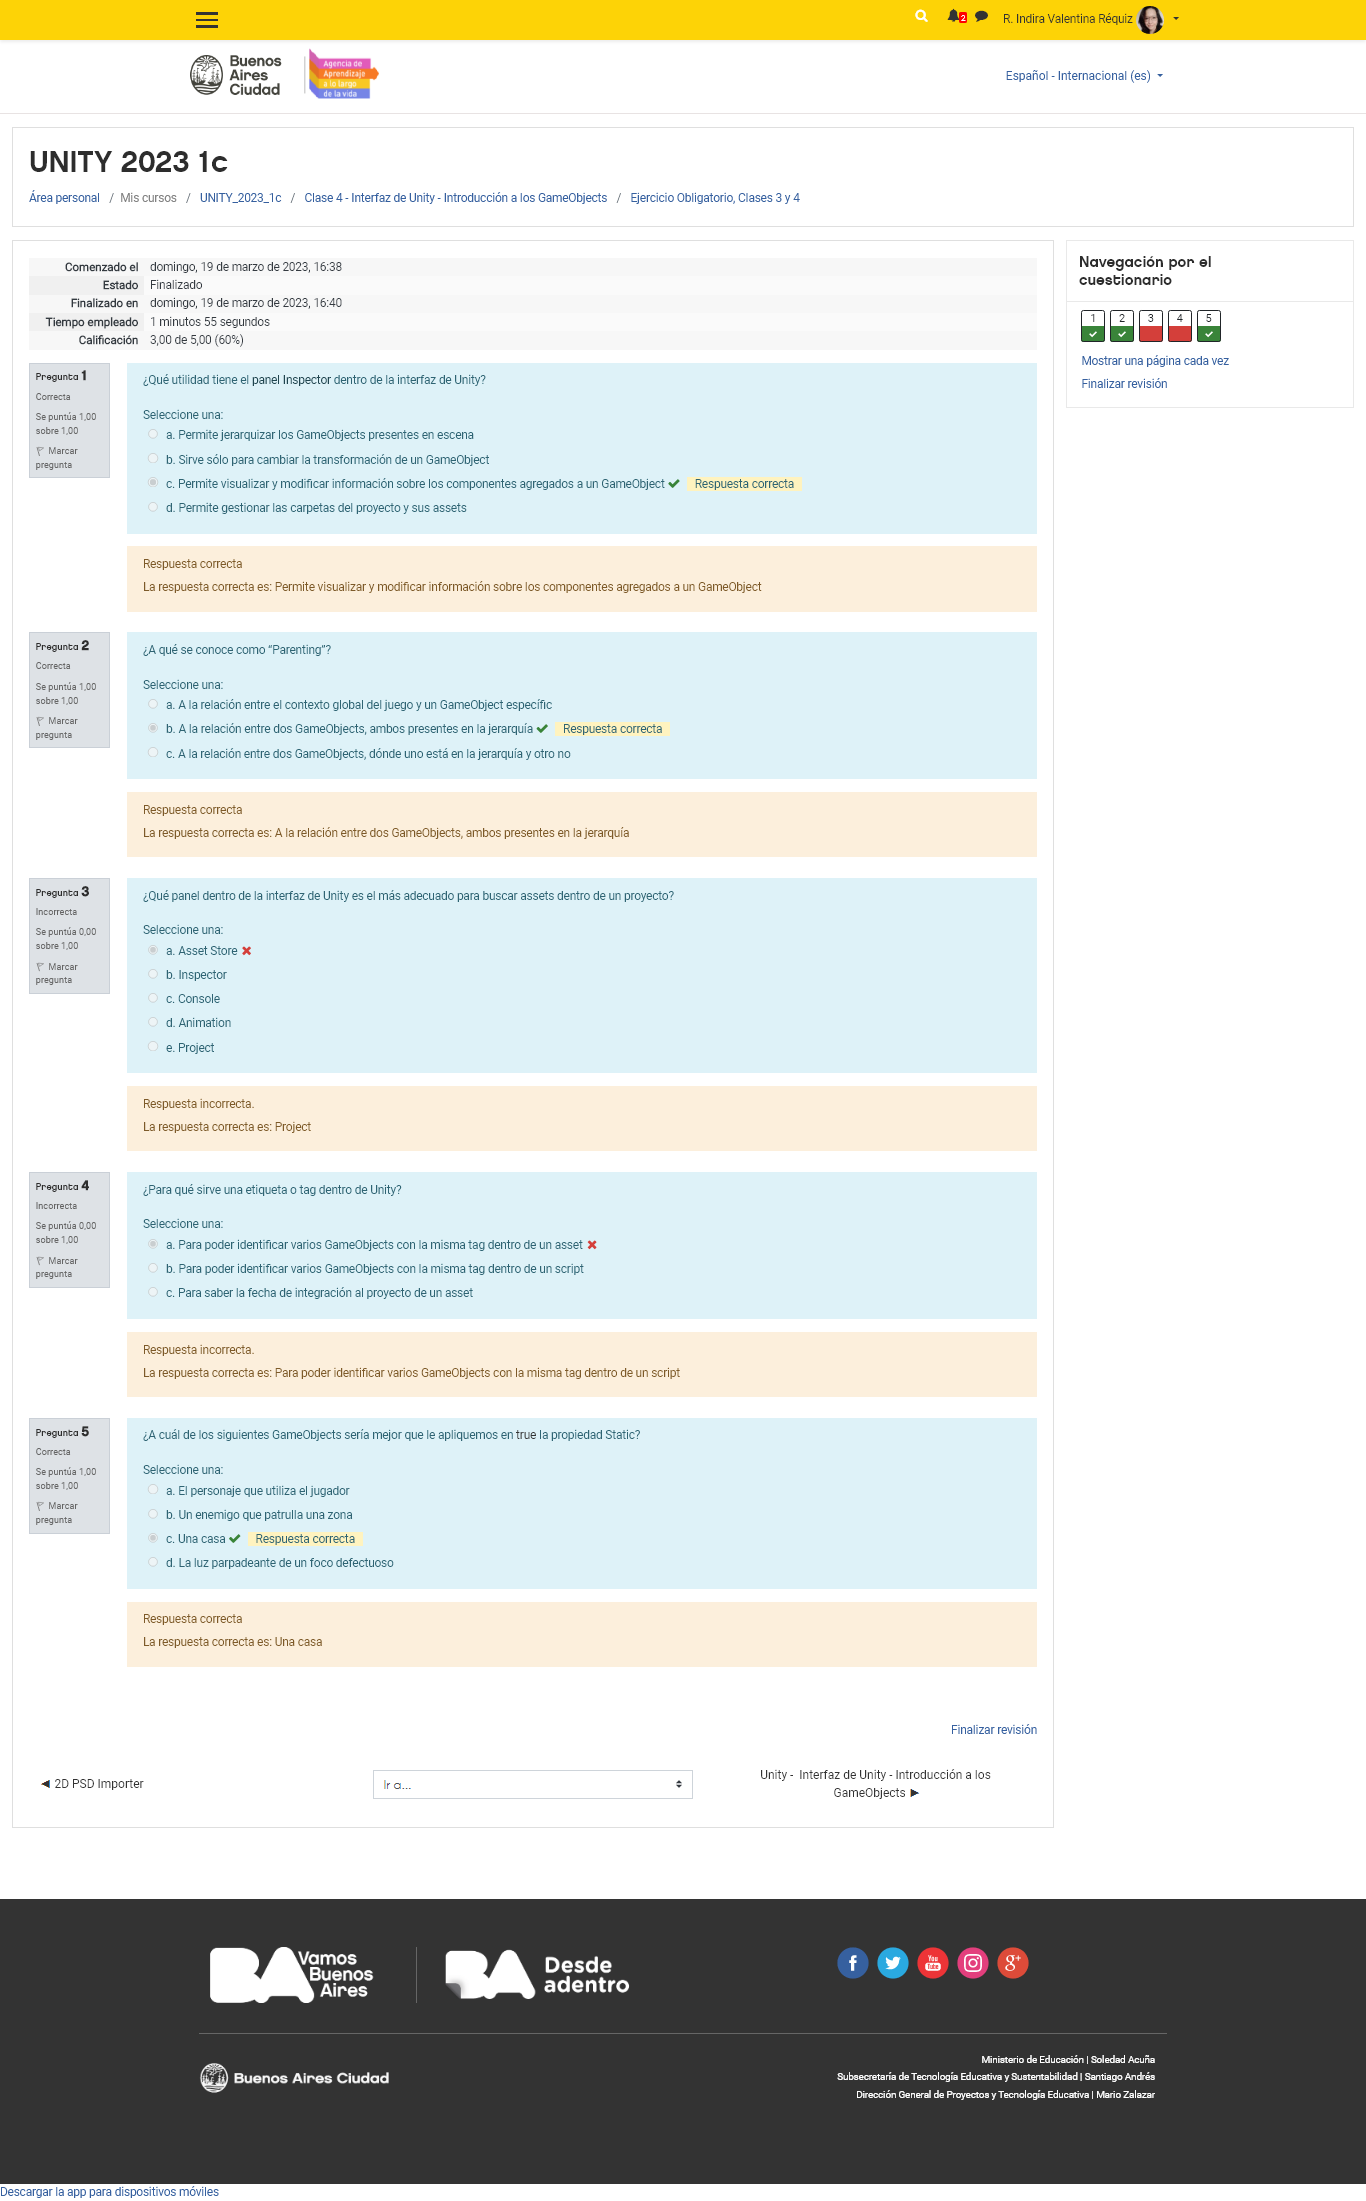 2
R. Indira Valentina Réquiz
Buenos
Aires
Ciudad
Agencia de
Aprendizaje
a lo largo
de la vida
Español - Internacional (es)
UNITY 2023 1c
Área personal / Mis cursos / UNITY_2023_1c / Clase 4 - Interfaz de Unity - Introducción a los GameObjects / Ejercicio Obligatorio, Clases 3 y 4
Comenzado el domingo, 19 de marzo de 2023, 16:38
Estado Finalizado
Finalizado en domingo, 19 de marzo de 2023, 16:40
Tiempo empleado 1 minutos 55 segundos
Calificación 3,00 de 5,00 (60%)
Navegación por el
cuestionario
1 2 3 4 5
Mostrar una página cada vez
Finalizar revisión
Pregunta 1
Correcta
Se puntúa 1,00
sobre 1,00
Marcar
pregunta
¿Qué utilidad tiene el panel Inspector dentro de la interfaz de Unity?
Seleccione una:
a. Permite jerarquizar los GameObjects presentes en escena
b. Sirve sólo para cambiar la transformación de un GameObject
c. Permite visualizar y modificar información sobre los componentes agregados a un GameObject Respuesta correcta
d. Permite gestionar las carpetas del proyecto y sus assets
Respuesta correcta
La respuesta correcta es: Permite visualizar y modificar información sobre los componentes agregados a un GameObject
Pregunta 2
Correcta
Se puntúa 1,00
sobre 1,00
Marcar
pregunta
¿A qué se conoce como “Parenting”?
Seleccione una:
a. A la relación entre el contexto global del juego y un GameObject específic
b. A la relación entre dos GameObjects, ambos presentes en la jerarquía Respuesta correcta
c. A la relación entre dos GameObjects, dónde uno está en la jerarquía y otro no
Respuesta correcta
La respuesta correcta es: A la relación entre dos GameObjects, ambos presentes en la jerarquía
Pregunta 3
Incorrecta
Se puntúa 0,00
sobre 1,00
Marcar
pregunta
¿Qué panel dentro de la interfaz de Unity es el más adecuado para buscar assets dentro de un proyecto?
Seleccione una:
a. Asset Store
b. Inspector
c. Console
d. Animation
e. Project
Respuesta incorrecta.
La respuesta correcta es: Project
Pregunta 4
Incorrecta
Se puntúa 0,00
sobre 1,00
Marcar
pregunta
¿Para qué sirve una etiqueta o tag dentro de Unity?
Seleccione una:
a. Para poder identificar varios GameObjects con la misma tag dentro de un asset
b. Para poder identificar varios GameObjects con la misma tag dentro de un script
c. Para saber la fecha de integración al proyecto de un asset
Respuesta incorrecta.
La respuesta correcta es: Para poder identificar varios GameObjects con la misma tag dentro de un script
Pregunta 5
Correcta
Se puntúa 1,00
sobre 1,00
Marcar
pregunta
¿A cuál de los siguientes GameObjects sería mejor que le apliquemos en true la propiedad Static?
Seleccione una:
a. El personaje que utiliza el jugador
b. Un enemigo que patrulla una zona
c. Una casa Respuesta correcta
d. La luz parpadeante de un foco defectuoso
Respuesta correcta
La respuesta correcta es: Una casa
Finalizar revisión
◄ 2D PSD Importer
Ir a...
Unity - Interfaz de Unity - Introducción a los
GameObjects ►
BA Vamos
Buenos
Aires
BA Desde
adentro
You
Tube
g+
Buenos Aires Ciudad
Ministerio de Educación | Soledad Acuña
Subsecretaría de Tecnología Educativa y Sustentabilidad | Santiago Andrés
Dirección General de Proyectos y Tecnología Educativa | Mario Zalazar
Descargar la app para dispositivos móviles